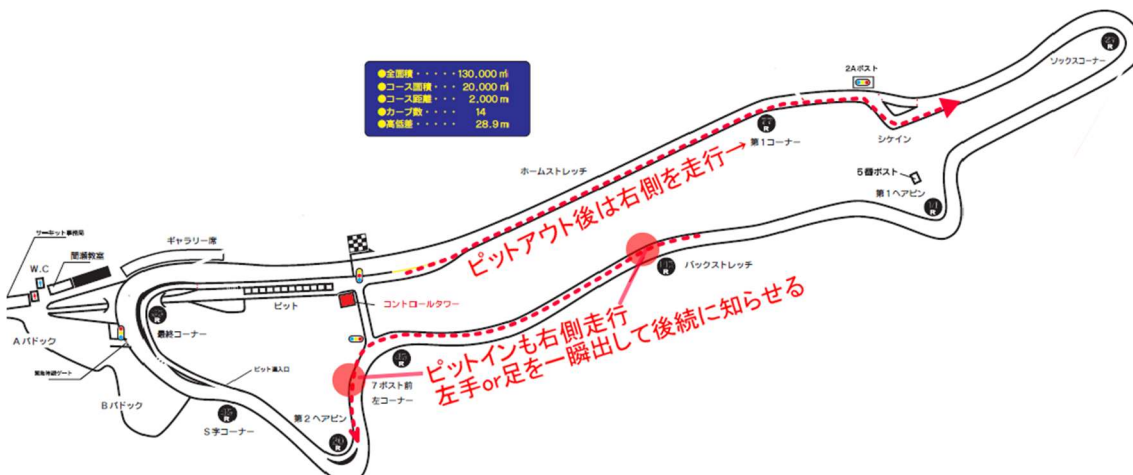 ●全面積・・・・・130,000㎡
●コース面積・・・20,000㎡
●コース距離・・・2,000m
●カーブ数・・・・14
●高低差・・・・・28.9m
2Aポスト
ソックスコーナー
第1コーナー
シケイン
5番ポスト
第1ヘアピン
ホームストレッチ
ピットアウト後は右側を走行→
サーキット事務所
W.C
間瀬教室
ギャラリー席
ピット
コントロールタワー
バックストレッチ
最終コーナー
Aパドック
Bパドック
ピット進入口
S字コーナー
第2ヘアピン
7ポスト前
左コーナー
ピットインも右側走行
左手or足を一瞬出して後続に知らせる